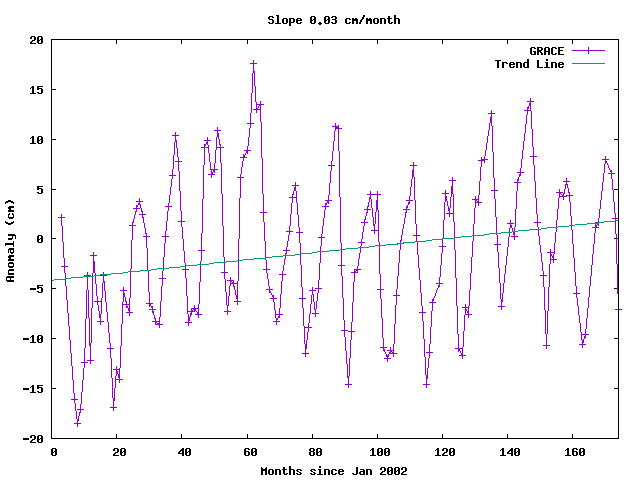 Slope 0.03 cm/month
GRACE
Trend Line
20
15
10
5
0
-5
-10
-15
-20
Anomaly (cm)
0 20 40 60 80 100 120 140 160
Months since Jan 2002